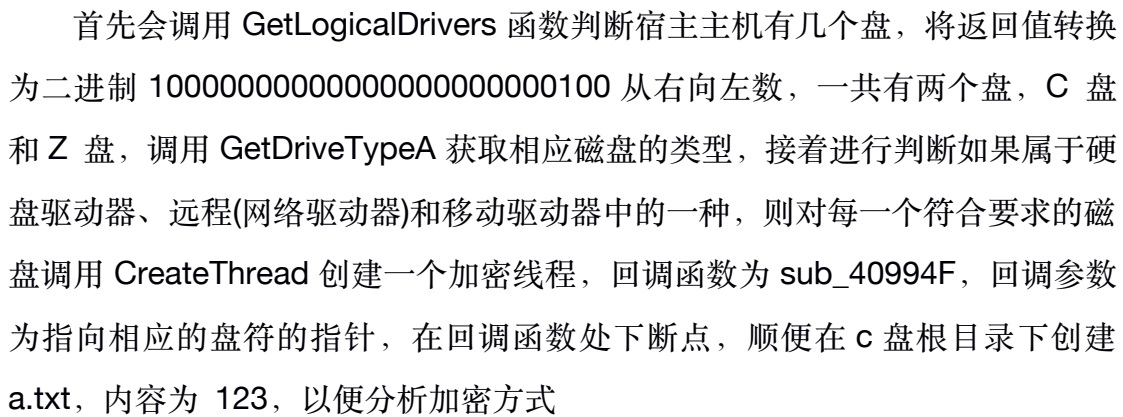 首先会调用 GetLogicalDrivers 函数判断宿主主机有几个盘，将返回值转换
为二进制 10000000000000000000000100 从右向左数，一共有两个盘，C 盘
和 Z 盘，调用 GetDriveTypeA 获取相应磁盘的类型，接着进行判断如果属于硬
盘驱动器、远程(网络驱动器)和移动驱动器中的一种，则对每一个符合要求的磁
盘调用 CreateThread 创建一个加密线程，回调函数为 sub_40994F，回调参数
为指向相应的盘符的指针，在回调函数处下断点，顺便在 c 盘根目录下创建
a.txt，内容为 123，以便分析加密方式